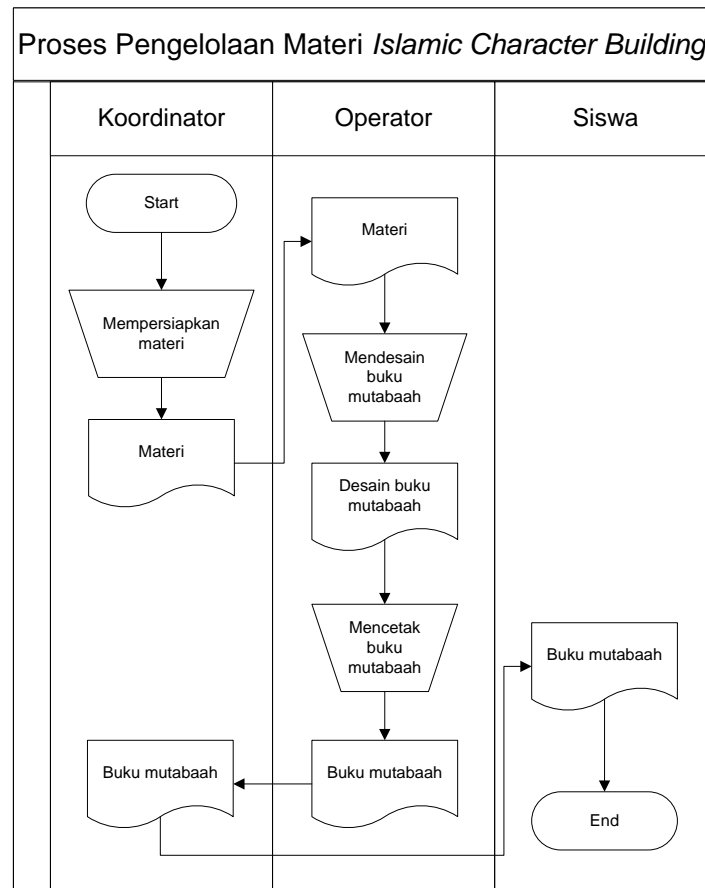 Proses Pengelolaan Materi Islamic Character Building
Koordinator
Operator
Siswa
Start
Mempersiapkan
materi
Materi
Materi
Mendesain
buku
mutabaah
Desain buku
mutabaah
Mencetak
buku
mutabaah
Buku mutabaah
Buku mutabaah
Buku mutabaah
End